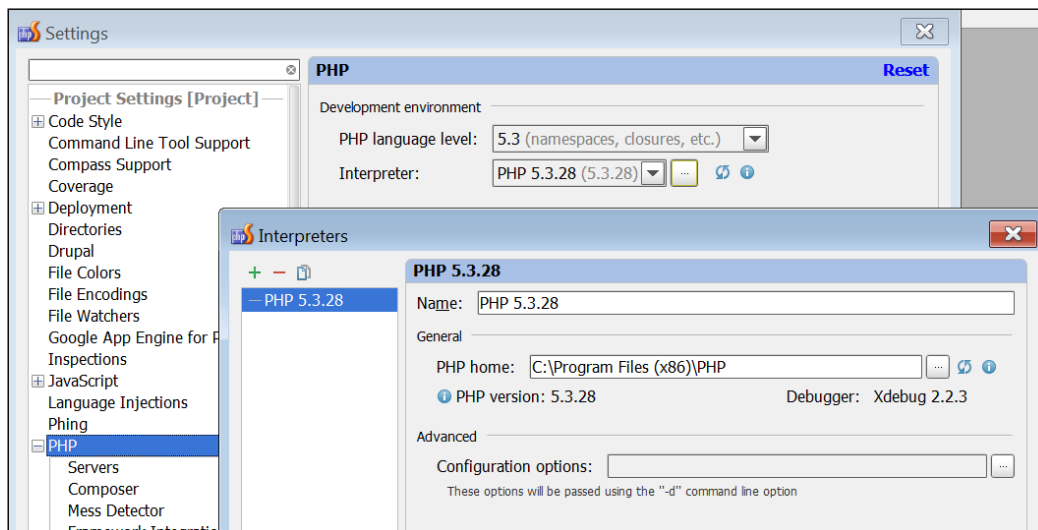 Settings
PHP
Reset
Project Settings [Project]
Code Style
Command Line Tool Support
Compass Support
Coverage
Deployment
Directories
Drupal
File Colors
File Encodings
File Watchers
Google App Engine for
Inspections
JavaScript
Language Injections
Phing
PHP
Servers
Composer
Mess Detector
Development environment
PHP language level: 5.3 (namespaces, closures, etc.)
Interpreter: PHP 5.3.28 (5.3.28) ...
Interpreters
PHP 5.3.28
PHP 5.3.28
Name: PHP 5.3.28
General
PHP home: C:\Program Files (x86)\PHP ...
PHP version: 5.3.28 Debugger: Xdebug 2.2.3
Advanced
Configuration options: ...
These options will be passed using the "-d" command line option